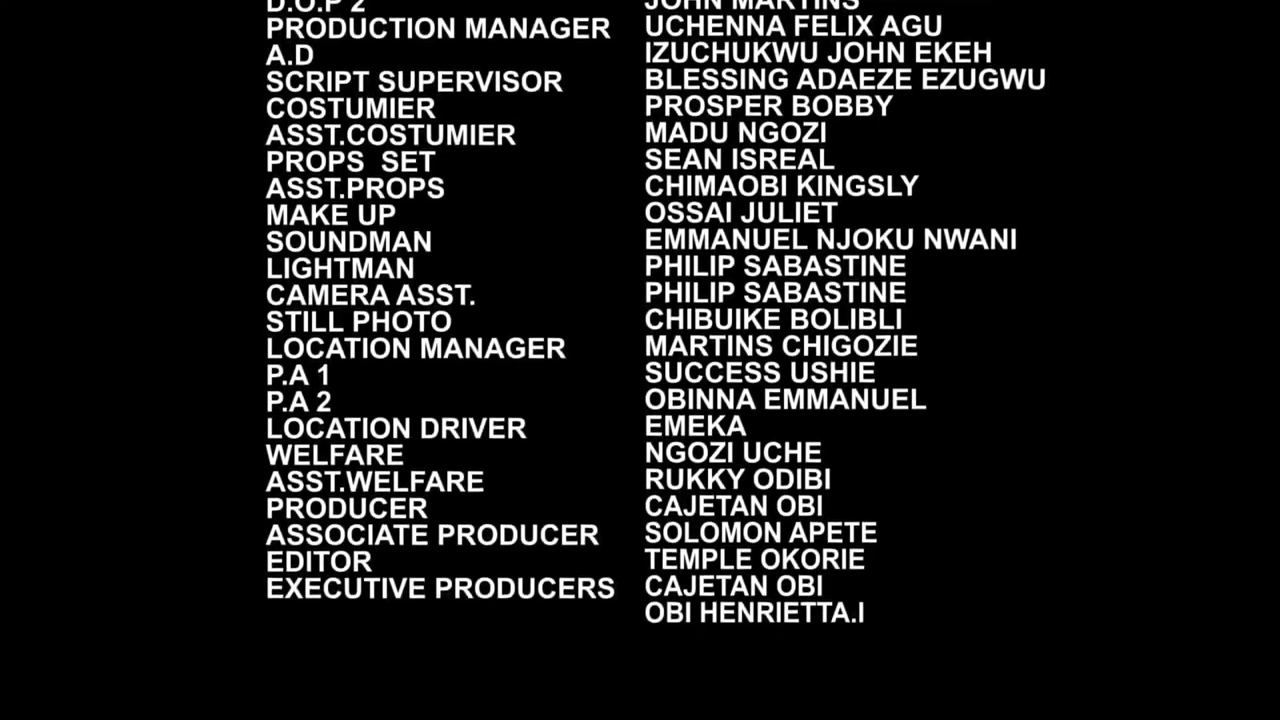 D.O.P 2 JOHN MARTINS
PRODUCTION MANAGER UCHENNA FELIX AGU
A.D IZUCHUKWU JOHN EKEH
SCRIPT SUPERVISOR BLESSING ADAEZE EZUGWU
COSTUMIER PROSPER BOBBY
ASST.COSTUMIER MADU NGOZI
PROPS SET SEAN ISREAL
ASST.PROPS CHIMAOBI KINGSLY
MAKE UP OSSAI JULIET
SOUNDMAN EMMANUEL NJOKU NWANI
LIGHTMAN PHILIP SABASTINE
CAMERA ASST. PHILIP SABASTINE
STILL PHOTO CHIBUIKE BOLIBLI
LOCATION MANAGER MARTINS CHIGOZIE
P.A 1 SUCCESS USHIE
P.A 2 OBINNA EMMANUEL
LOCATION DRIVER EMEKA
WELFARE NGOZI UCHE
ASST.WELFARE RUKKY ODIBI
PRODUCER CAJETAN OBI
ASSOCIATE PRODUCER SOLOMON APETE
EDITOR TEMPLE OKORIE
EXECUTIVE PRODUCERS CAJETAN OBI
OBI HENRIETTA.I